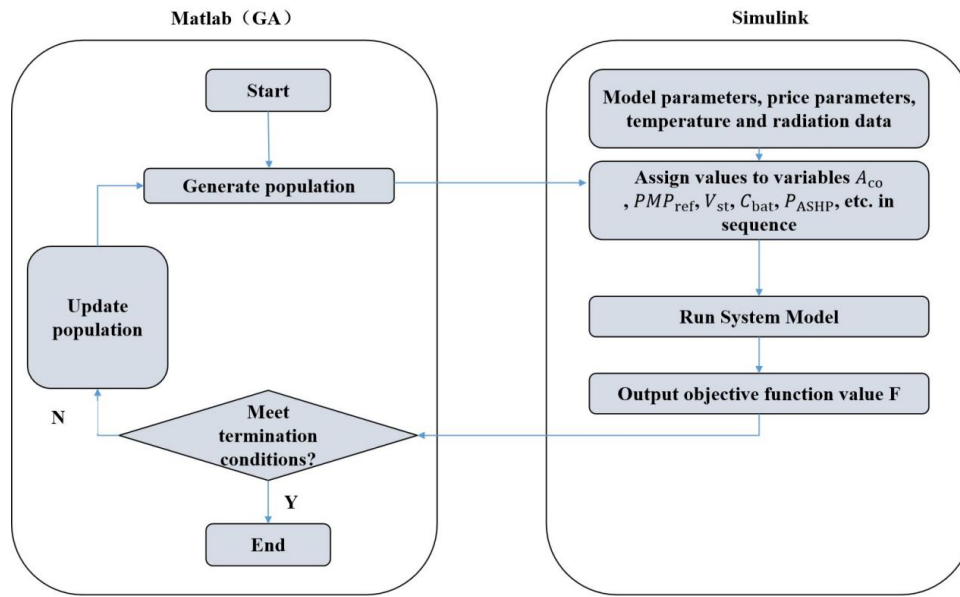 Matlab（GA）
Start
Generate population
Update
population
N
Meet
termination
conditions?
Y
End
Simulink
Model parameters, price parameters,
temperature and radiation data
Assign values to variables A_co
, PMP_ref, V_st, C_bat, P_ASHP, etc. in
sequence
Run System Model
Output objective function value F